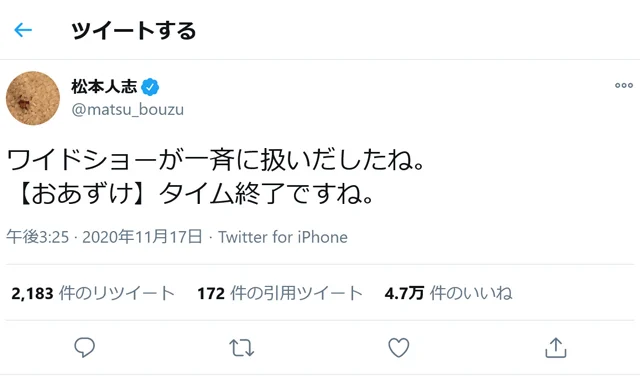 ツイートする
松本人志
@matsu_bouzu
ワイドショーが一斉に扱いだしたね。
【おあずけ】タイム終了ですね。
午後3:25 · 2020年11月17日 · Twitter for iPhone
2,183 件のリツイート 172 件の引用ツイート 4.7万 件のいいね